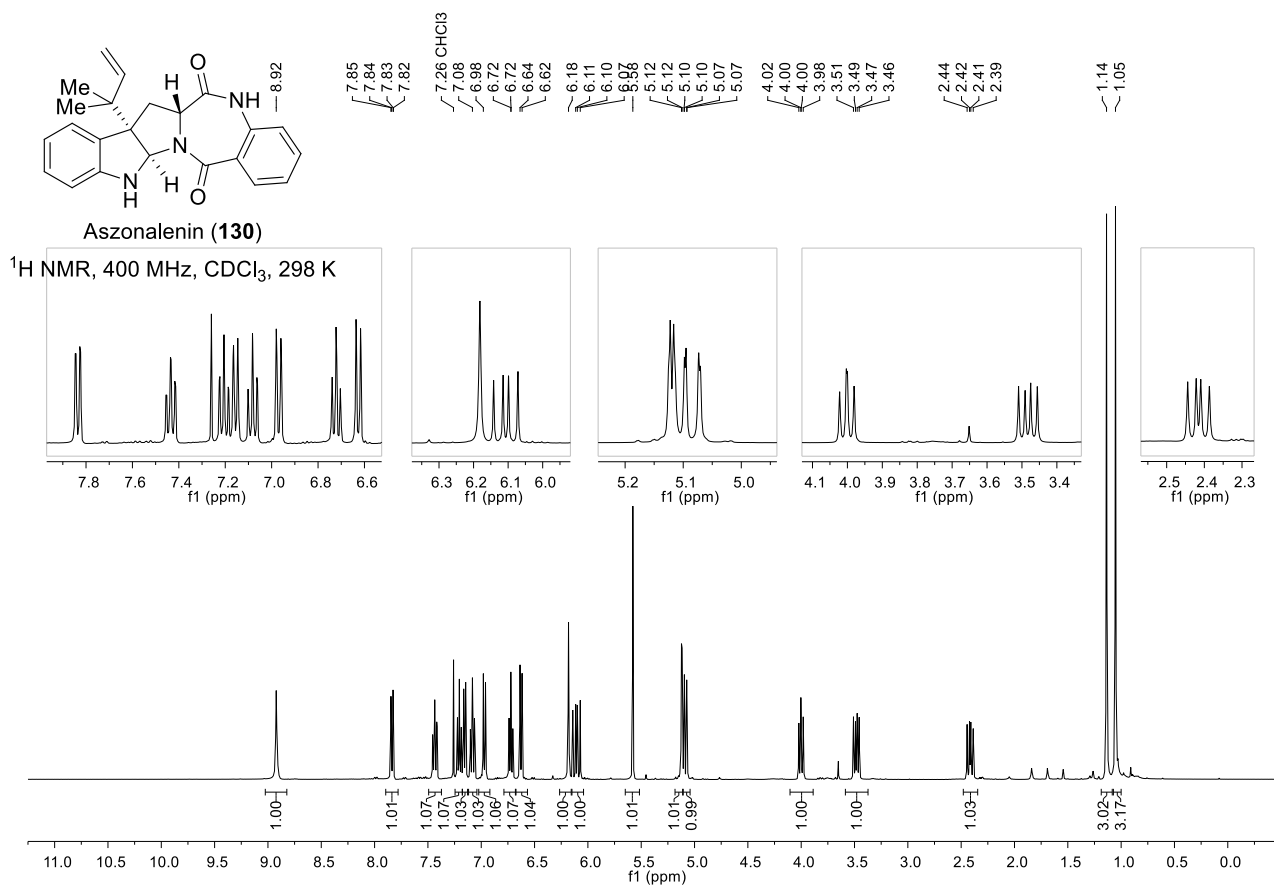 8.92
7.85
7.84
7.83
7.82
7.26 CHCl3
7.08
6.98
6.72
6.72
6.64
6.62
6.18
6.11
6.10
6.07
5.58
5.12
5.12
5.10
5.10
5.07
5.07
4.02
4.00
4.00
3.98
3.51
3.49
3.47
3.46
2.44
2.42
2.41
2.39
1.14
1.05
Me
Me
H
O
NH
N
N
H
H
O
Aszonalenin (130)
¹H NMR, 400 MHz, CDCl₃, 298 K
7.8 7.6 7.4 7.2 7.0 6.8 6.6
f1 (ppm)
6.3 6.2 6.1 6.0
f1 (ppm)
5.2 5.1 5.0
f1 (ppm)
4.1 4.0 3.9 3.8 3.7 3.6 3.5 3.4
f1 (ppm)
2.5 2.4 2.3
f1 (ppm)
1.00
1.01
1.07
1.07
1.03
1.03
1.06
1.07
1.04
1.00
1.00
1.01
1.01
0.99
1.00
1.00
1.03
3.02
3.17
11.0 10.5 10.0 9.5 9.0 8.5 8.0 7.5 7.0 6.5 6.0 5.5 5.0 4.5 4.0 3.5 3.0 2.5 2.0 1.5 1.0 0.5 0.0
f1 (ppm)